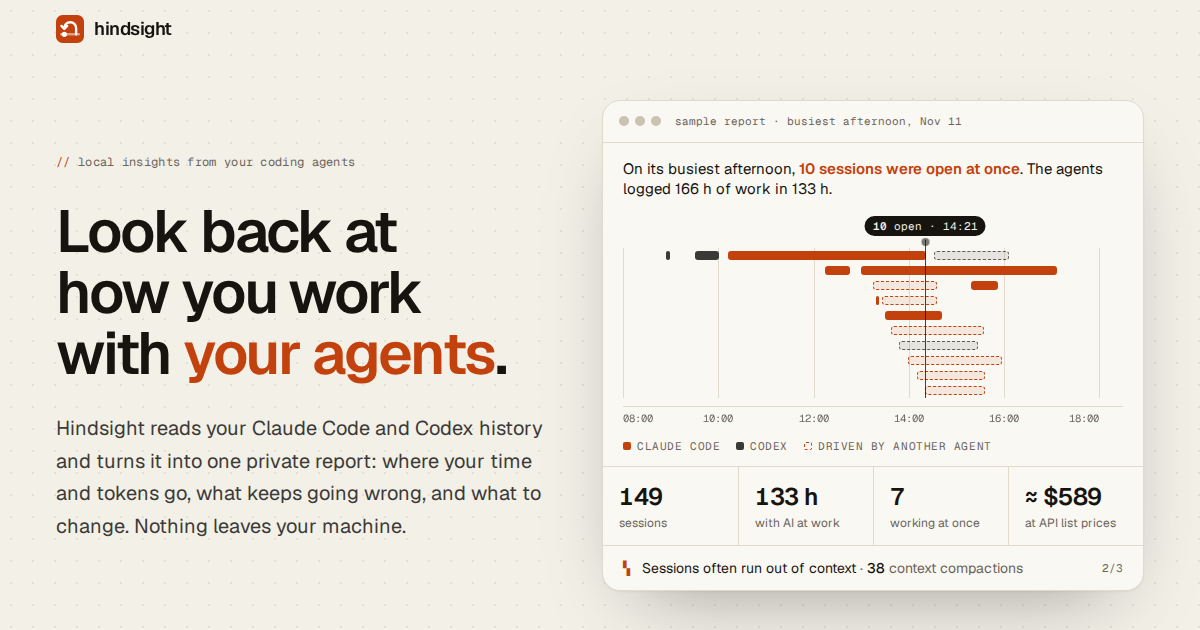 hindsight
// local insights from your coding agents
Look back at
how you work
with your agents.
Hindsight reads your Claude Code and Codex history
and turns it into one private report: where your time
and tokens go, what keeps going wrong, and what to
change. Nothing leaves your machine.
sample report · busiest afternoon, Nov 11
On its busiest afternoon, 10 sessions were open at once. The agents
logged 166 h of work in 133 h.
10 open · 14:21
08:00 10:00 12:00 14:00 16:00 18:00
CLAUDE CODE CODEX DRIVEN BY ANOTHER AGENT
149 133 h 7 ≈ $589
sessions with AI at work working at once at API list prices
Sessions often run out of context · 38 context compactions 2/3